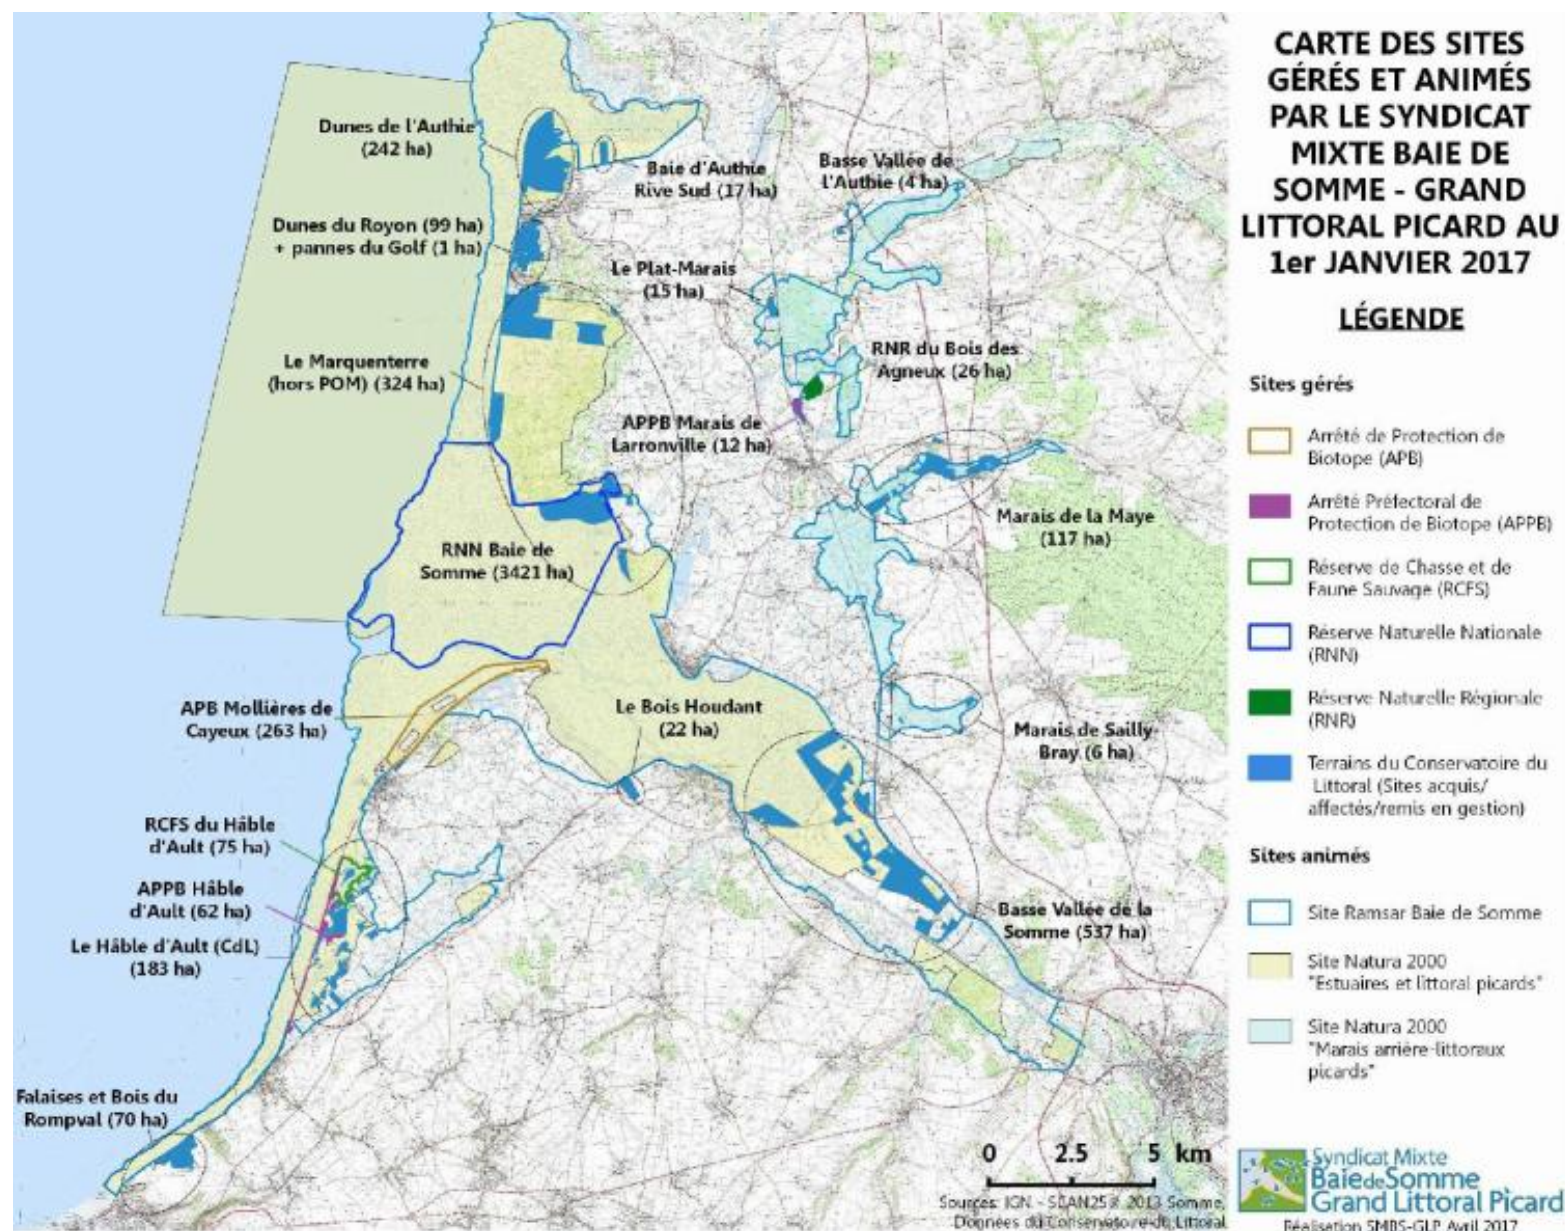 CARTE DES SITES
GÉRÉS ET ANIMÉS
PAR LE SYNDICAT
MIXTE BAIE DE
SOMME - GRAND
LITTORAL PICARD AU
1er JANVIER 2017
LÉGENDE
Sites gérés
Arrêté de Protection de
Biotope (APB)
Arrêté Préfectoral de
Protection de Biotope (APPB)
Réserve de Chasse et de
Faune Sauvage (RCFS)
Réserve Naturelle Nationale
(RNN)
Réserve Naturelle Régionale
(RNR)
Terrains du Conservatoire du
Littoral (Sites acquis/
affectés/remis en gestion)
Sites animés
Site Ramsar Baie de Somme
Site Natura 2000
"Estuaires et littoral picards"
Site Natura 2000
"Marais arrière-littoraux
picards"
Dunes de l'Authie
(242 ha)
Baie d'Authie
Rive Sud (17 ha)
Basse Vallée de
l'Authie (4 ha)
Dunes du Royon (99 ha)
+ pannes du Golf (1 ha)
Le Plat-Marais
(15 ha)
Le Marquenterre
(hors POM) (324 ha)
RNR du Bois des
Agneux (26 ha)
APPB Marais de
Larronville (12 ha)
Marais de la Maye
(117 ha)
RNN Baie de
Somme (3421 ha)
APB Mollières de
Cayeux (263 ha)
Le Bois Houdant
(22 ha)
Marais de Sailly-
Bray (6 ha)
RCFS du Hâble
d'Ault (75 ha)
APPB Hâble
d'Ault (62 ha)
Le Hâble d'Ault (CdL)
(183 ha)
Basse Vallée de la
Somme (537 ha)
Falaises et Bois du
Rompval (70 ha)
0 2.5 5 km
Sources: IGN - SCAN25® 2013 Somme,
Données du Conservatoire du Littoral
Syndicat Mixte
Baie de Somme
Grand Littoral Picard
Réalisation SMBS-GLP Avril 2017